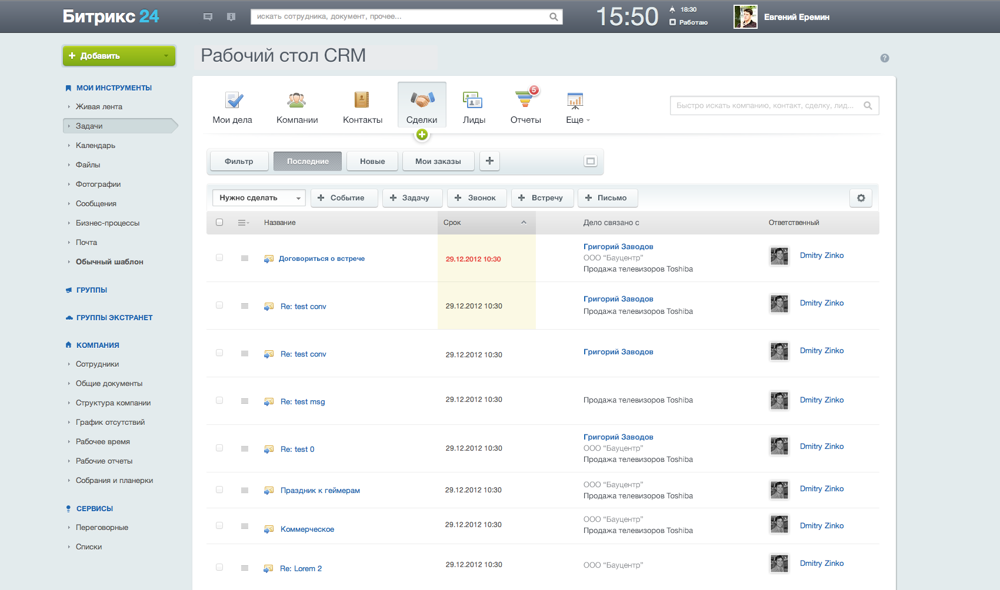 Битрикс 24
искать сотрудника, документ, прочее...
15:50
18:30
Работаю
Евгений Еремин
Добавить
Рабочий стол CRM
МОИ ИНСТРУМЕНТЫ
Живая лента
Задачи
Календарь
Файлы
Фотографии
Сообщения
Бизнес-процессы
Почта
Обычный шаблон
ГРУППЫ
ГРУППЫ ЭКСТРАНЕТ
КОМПАНИЯ
Сотрудники
Общие документы
Структура компании
График отсутствий
Рабочее время
Рабочие отчеты
Собрания и планерки
СЕРВИСЫ
Переговорные
Списки
Мои дела
Компании
Контакты
Сделки
Лиды
5
Отчеты
Еще
Быстро искать компанию, контакт, сделку, лид...
Фильтр
Последние
Новые
Мои заказы
Нужно сделать
Событие
Задачу
Звонок
Встречу
Письмо
Название
Срок
Дело связано с
Ответственный
Договориться о встрече
29.12.2012 10:30
Григорий Заводов
ООО “Бауцентр”
Продажа телевизоров Toshiba
Dmitry Zinko
Re: test conv
29.12.2012 10:30
Григорий Заводов
Продажа телевизоров Toshiba
Dmitry Zinko
Re: test conv
29.12.2012 10:30
Григорий Заводов
Dmitry Zinko
Re: test msg
29.12.2012 10:30
Продажа телевизоров Toshiba
Dmitry Zinko
Re: test 0
29.12.2012 10:30
Григорий Заводов
ООО “Бауцентр”
Продажа телевизоров Toshiba
Dmitry Zinko
Праздник к геймерам
29.12.2012 10:30
ООО “Бауцентр”
Продажа телевизоров Toshiba
Dmitry Zinko
Коммерческое
29.12.2012 10:30
ООО “Бауцентр”
Продажа телевизоров Toshiba
Dmitry Zinko
Re: Lorem 2
29.12.2012 10:30
ООО “Бауцентр”
Dmitry Zinko